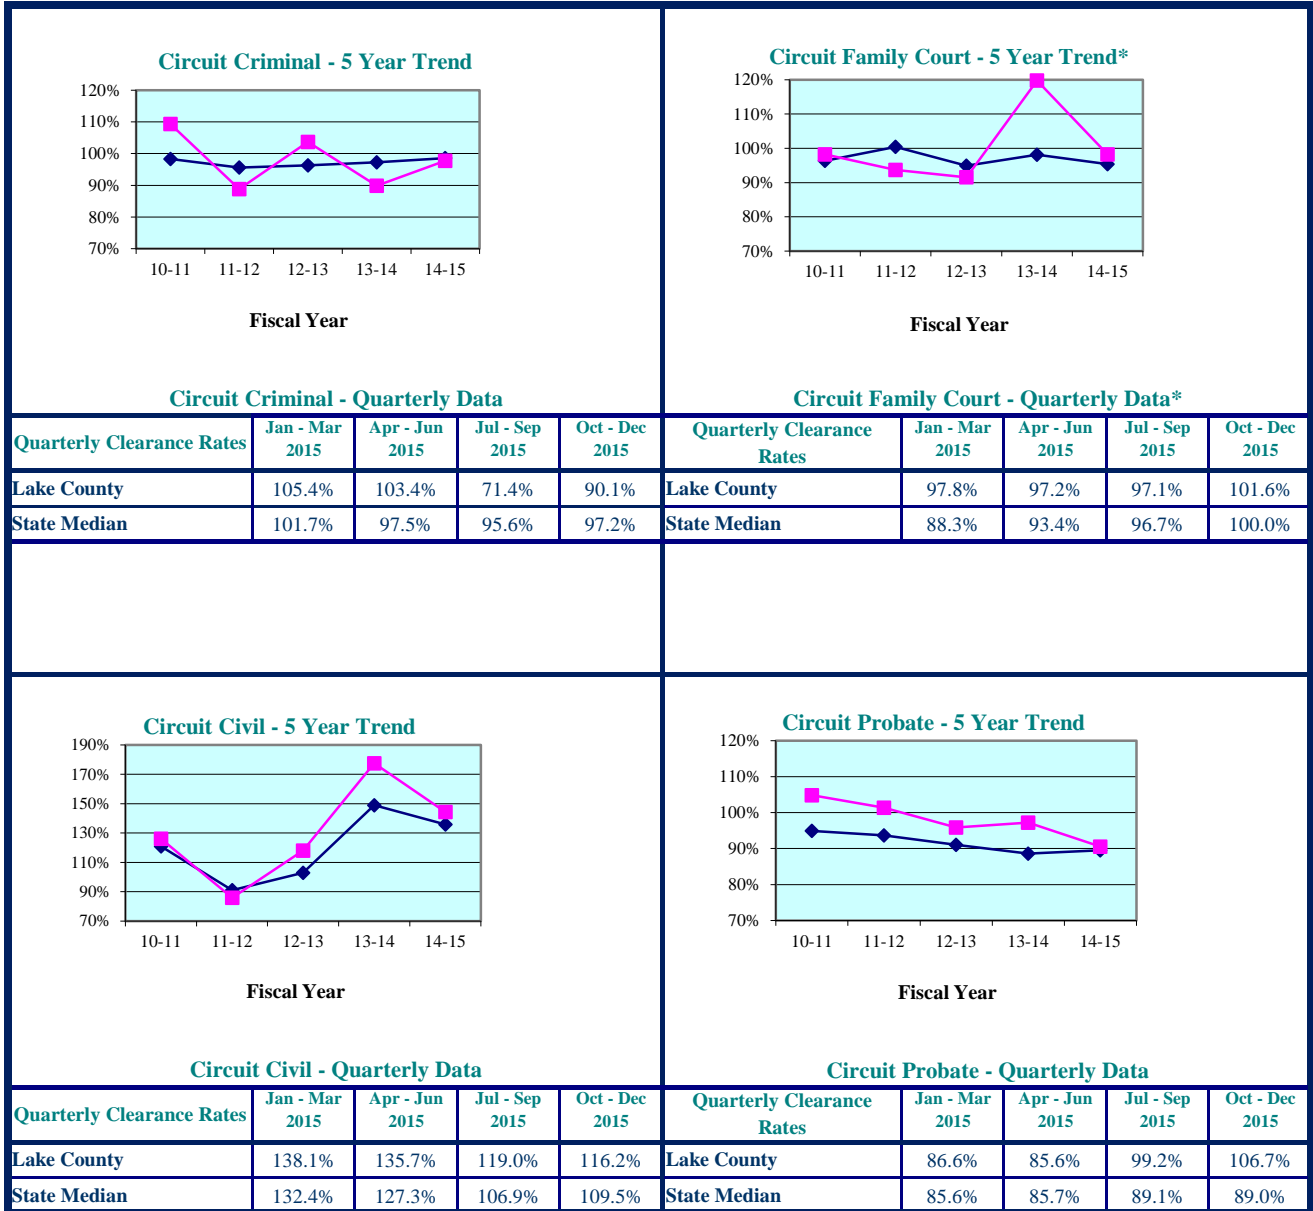 Circuit Criminal - 5 Year Trend
120%
110%
100%
90%
80%
70%
10-11 11-12 12-13 13-14 14-15
Fiscal Year
Circuit Family Court - 5 Year Trend*
120%
110%
100%
90%
80%
70%
10-11 11-12 12-13 13-14 14-15
Fiscal Year
Circuit Criminal - Quarterly Data
Quarterly Clearance Rates Jan - Mar 2015 Apr - Jun 2015 Jul - Sep 2015 Oct - Dec 2015
Lake County 105.4% 103.4% 71.4% 90.1%
State Median 101.7% 97.5% 95.6% 97.2%
Circuit Family Court - Quarterly Data*
Quarterly Clearance Rates Jan - Mar 2015 Apr - Jun 2015 Jul - Sep 2015 Oct - Dec 2015
Lake County 97.8% 97.2% 97.1% 101.6%
State Median 88.3% 93.4% 96.7% 100.0%
Circuit Civil - 5 Year Trend
190%
170%
150%
130%
110%
90%
70%
10-11 11-12 12-13 13-14 14-15
Fiscal Year
Circuit Probate - 5 Year Trend
120%
110%
100%
90%
80%
70%
10-11 11-12 12-13 13-14 14-15
Fiscal Year
Circuit Civil - Quarterly Data
Quarterly Clearance Rates Jan - Mar 2015 Apr - Jun 2015 Jul - Sep 2015 Oct - Dec 2015
Lake County 138.1% 135.7% 119.0% 116.2%
State Median 132.4% 127.3% 106.9% 109.5%
Circuit Probate - Quarterly Data
Quarterly Clearance Rates Jan - Mar 2015 Apr - Jun 2015 Jul - Sep 2015 Oct - Dec 2015
Lake County 86.6% 85.6% 99.2% 106.7%
State Median 85.6% 85.7% 89.1% 89.0%